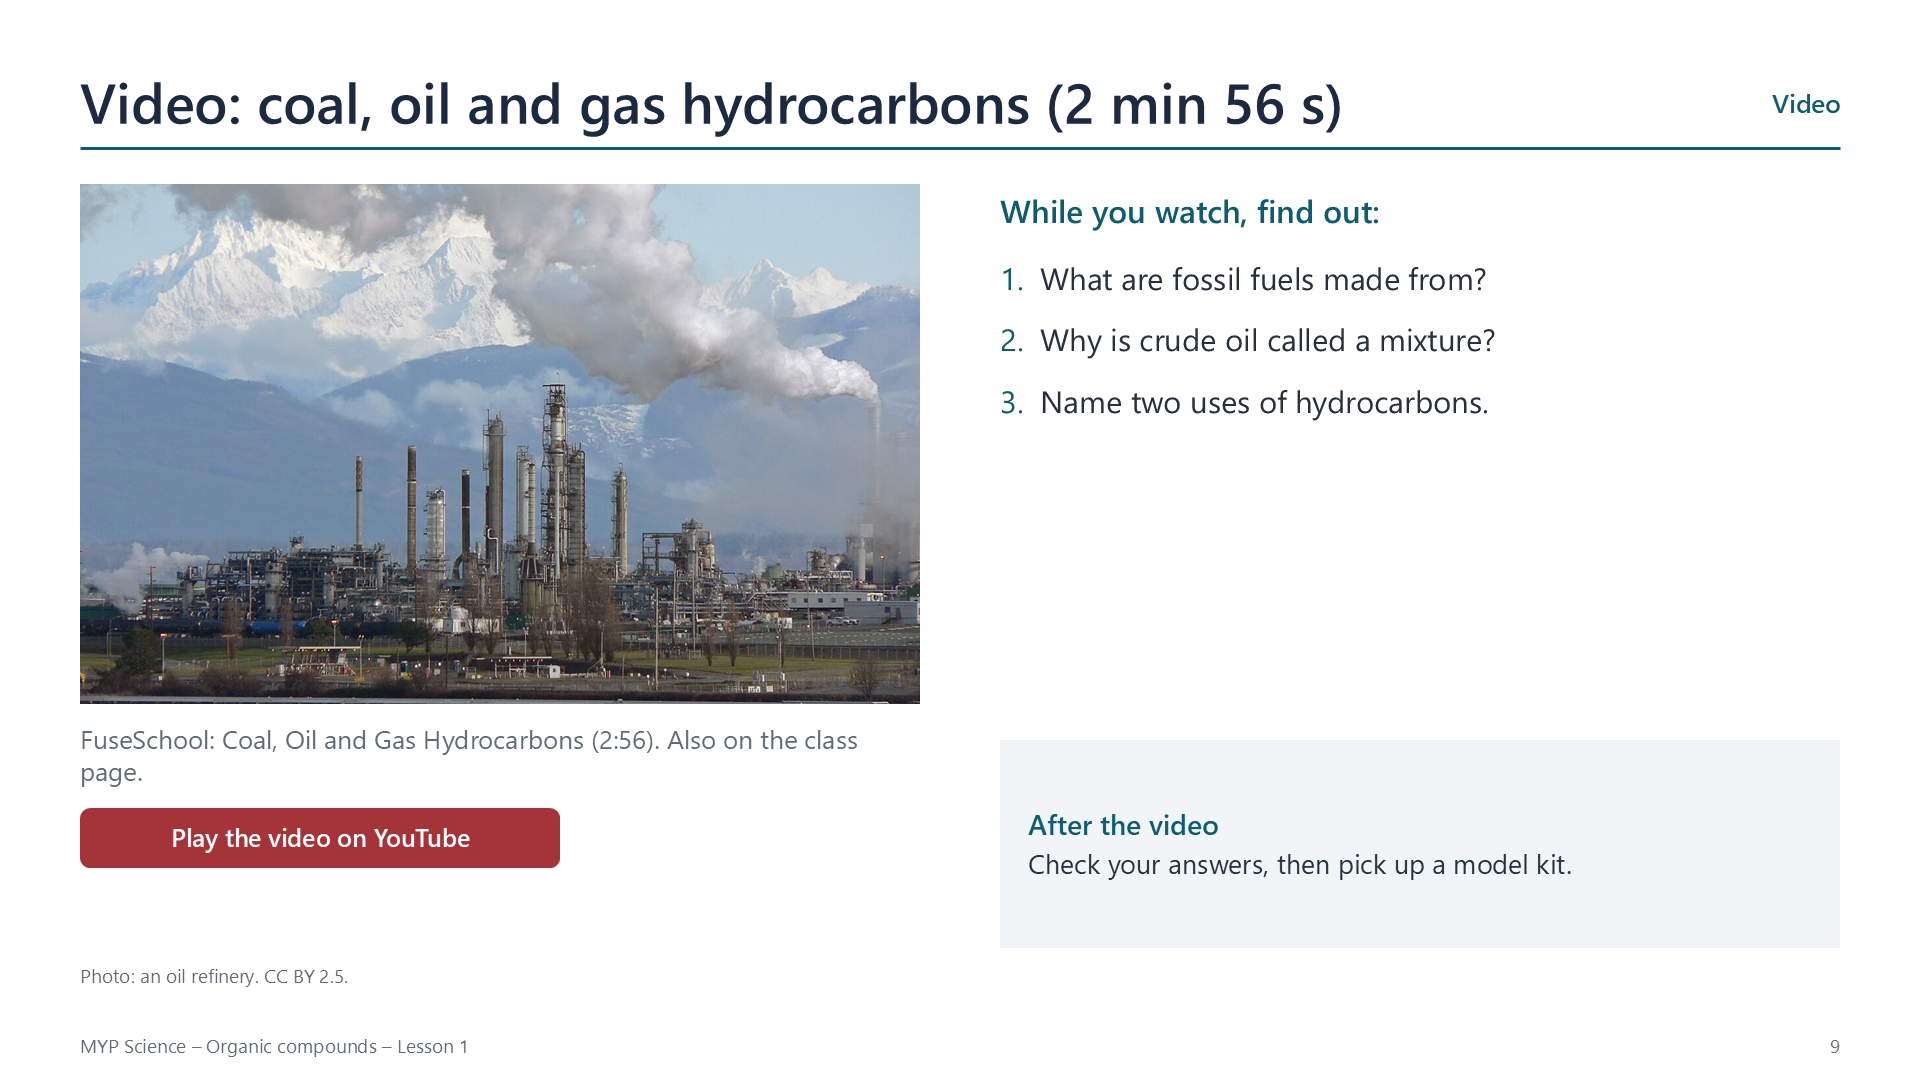 Video: coal, oil and gas hydrocarbons (2 min 56 s)
Video
While you watch, find out:
1. What are fossil fuels made from?
2. Why is crude oil called a mixture?
3. Name two uses of hydrocarbons.
FuseSchool: Coal, Oil and Gas Hydrocarbons (2:56). Also on the class
page.
Play the video on YouTube
After the video
Check your answers, then pick up a model kit.
Photo: an oil refinery. CC BY 2.5.
MYP Science – Organic compounds – Lesson 1
9